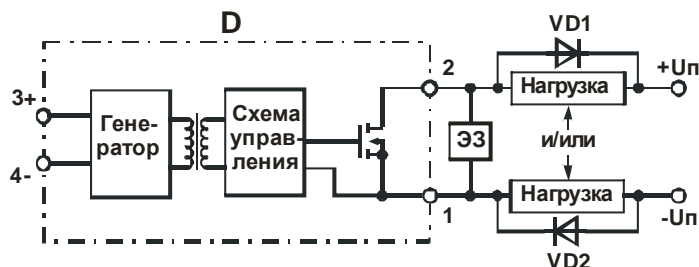 D
VD1
2
+Uп
3+
Гене-
ратор
Схема
управ-
ления
Нагрузка
ЭЗ
и/или
4-
Нагрузка
1
-Uп
VD2